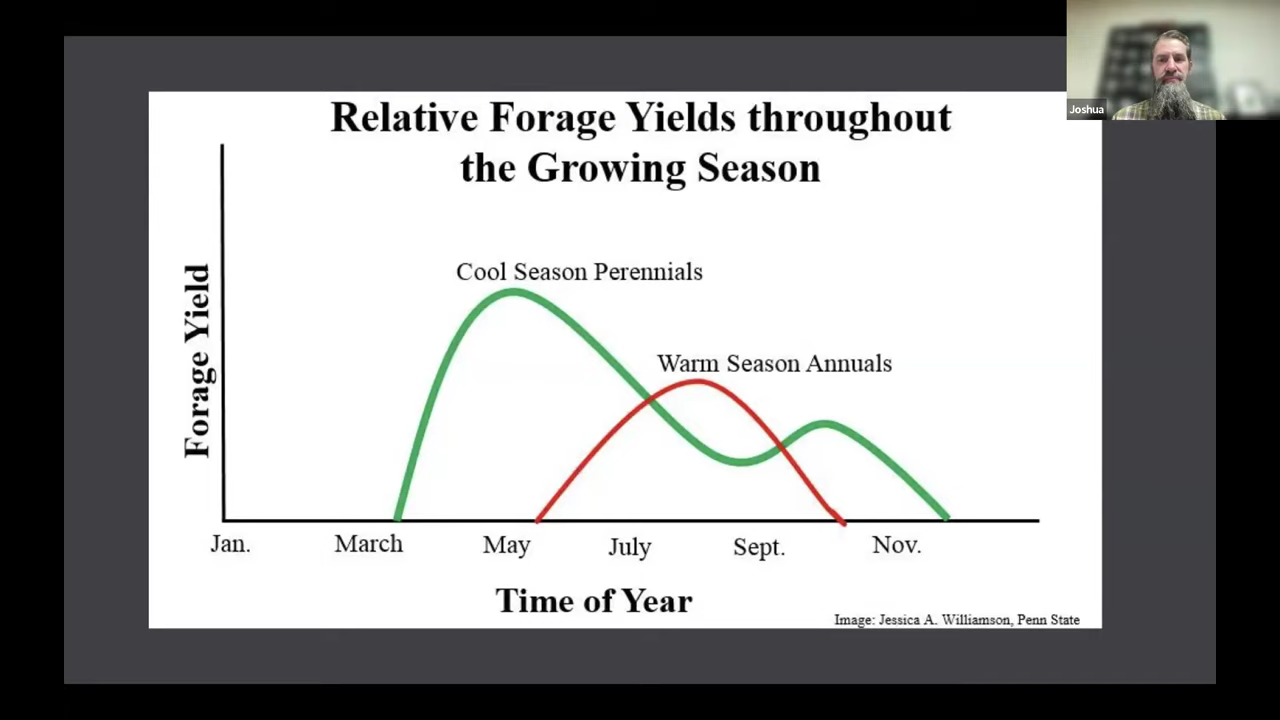 Joshua
Relative Forage Yields throughout
the Growing Season
Forage Yield
Cool Season Perennials
Warm Season Annuals
Jan. March May July Sept. Nov.
Time of Year
Image: Jessica A. Williamson, Penn State